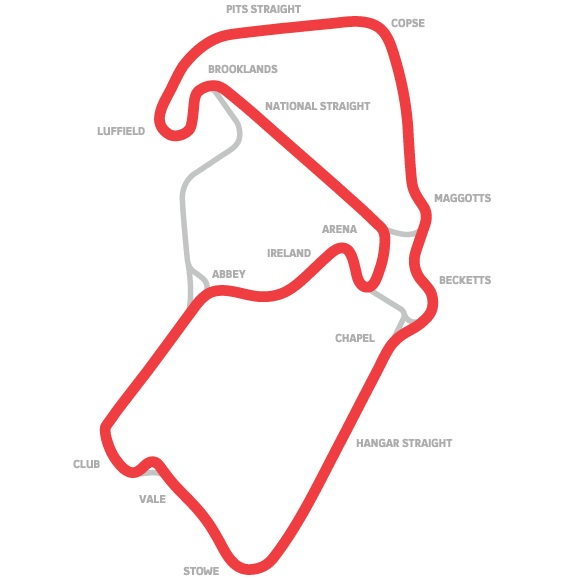 PITS STRAIGHT
COPSE
BROOKLANDS
NATIONAL STRAIGHT
LUFFIELD
MAGGOTTS
ARENA
IRELAND
ABBEY
BECKETTS
CHAPEL
HANGAR STRAIGHT
CLUB
VALE
STOWE